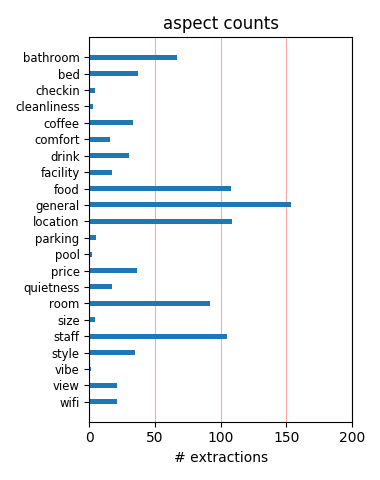 aspect counts
bathroom
bed
checkin
cleanliness
coffee
comfort
drink
facility
food
general
location
parking
pool
price
quietness
room
size
staff
style
vibe
view
wifi
0 50 100 150 200
# extractions